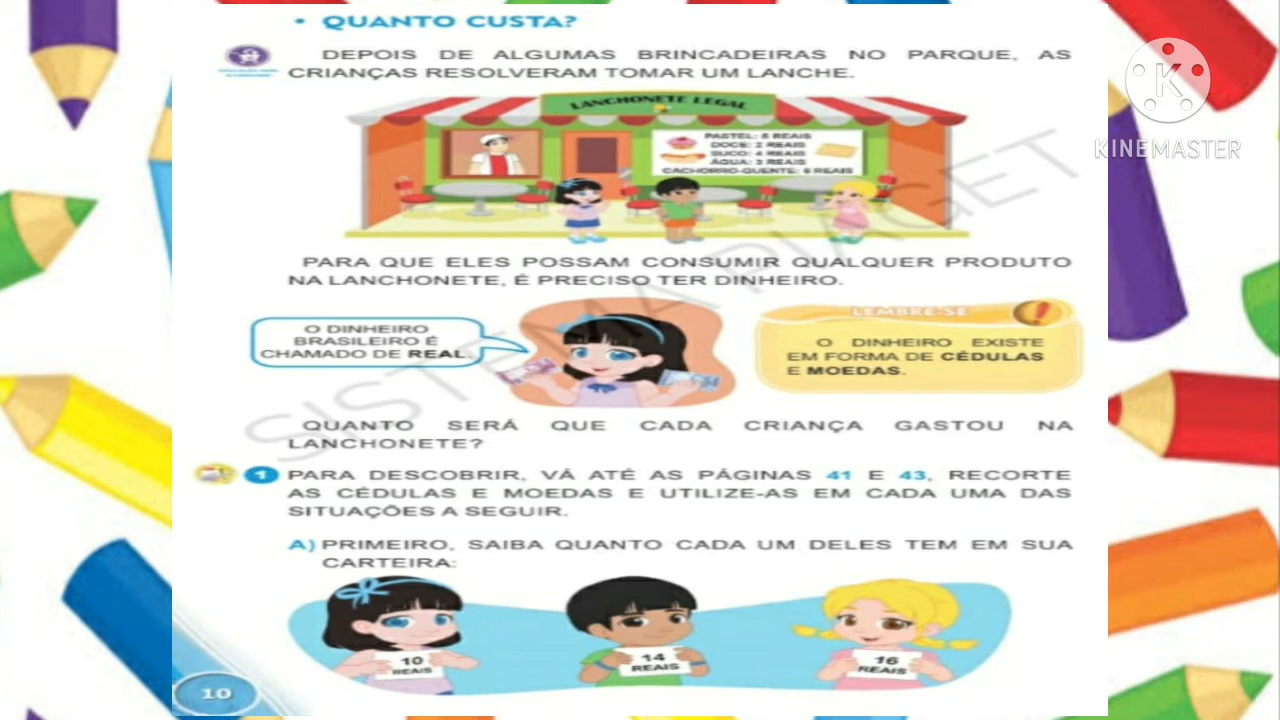 • QUANTO CUSTA?
DEPOIS DE ALGUMAS BRINCADEIRAS NO PARQUE, AS
CRIANÇAS RESOLVERAM TOMAR UM LANCHE.
KINEMASTER
LANCHONETE LEGAL
PASTEL: REAIS
DOCE: 2 REAIS
SUCO: 4 REAIS
ÁGUA: 3 REAIS
CACHORRO-QUENTE: REAIS
PARA QUE ELES POSSAM CONSUMIR QUALQUER PRODUTO
NA LANCHONETE, É PRECISO TER DINHEIRO.
O DINHEIRO
BRASILEIRO É
CHAMADO DE REAL.
LEMBRE-SE
O DINHEIRO EXISTE
EM FORMA DE CÉDULAS
E MOEDAS.
SISTEMA PIAGET
QUANTO SERÁ QUE CADA CRIANÇA GASTOU NA
LANCHONETE?
1 PARA DESCOBRIR, VÁ ATÉ AS PÁGINAS 41 E 43, RECORTE
AS CÉDULAS E MOEDAS E UTILIZE-AS EM CADA UMA DAS
SITUAÇÕES A SEGUIR.
A) PRIMEIRO, SAIBA QUANTO CADA UM DELES TEM EM SUA
CARTEIRA:
10
REAIS
14
REAIS
16
REAIS
10